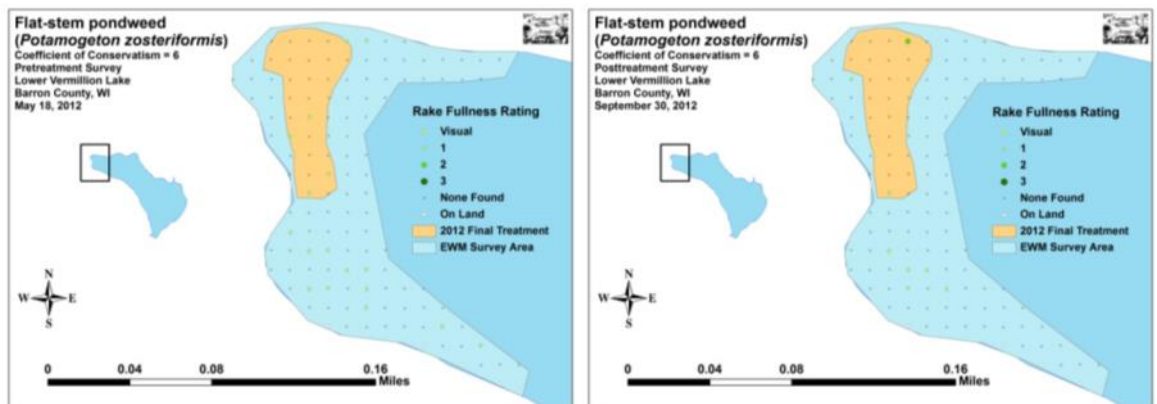 Flat-stem pondweed
(Potamogeton zosteriformis)
Coefficient of Conservatism = 6
Pretreatment Survey
Lower Vermillion Lake
Barron County, WI
May 18, 2012
Rake Fullness Rating
Visual
1
2
3
None Found
On Land
2012 Final Treatment
EWM Survey Area
N
W E
S
0 0.04 0.08 0.16
Miles
Flat-stem pondweed
(Potamogeton zosteriformis)
Coefficient of Conservatism = 6
Posttreatment Survey
Lower Vermillion Lake
Barron County, WI
September 30, 2012
Rake Fullness Rating
Visual
1
2
3
None Found
On Land
2012 Final Treatment
EWM Survey Area
N
W E
S
0 0.04 0.08 0.16
Miles